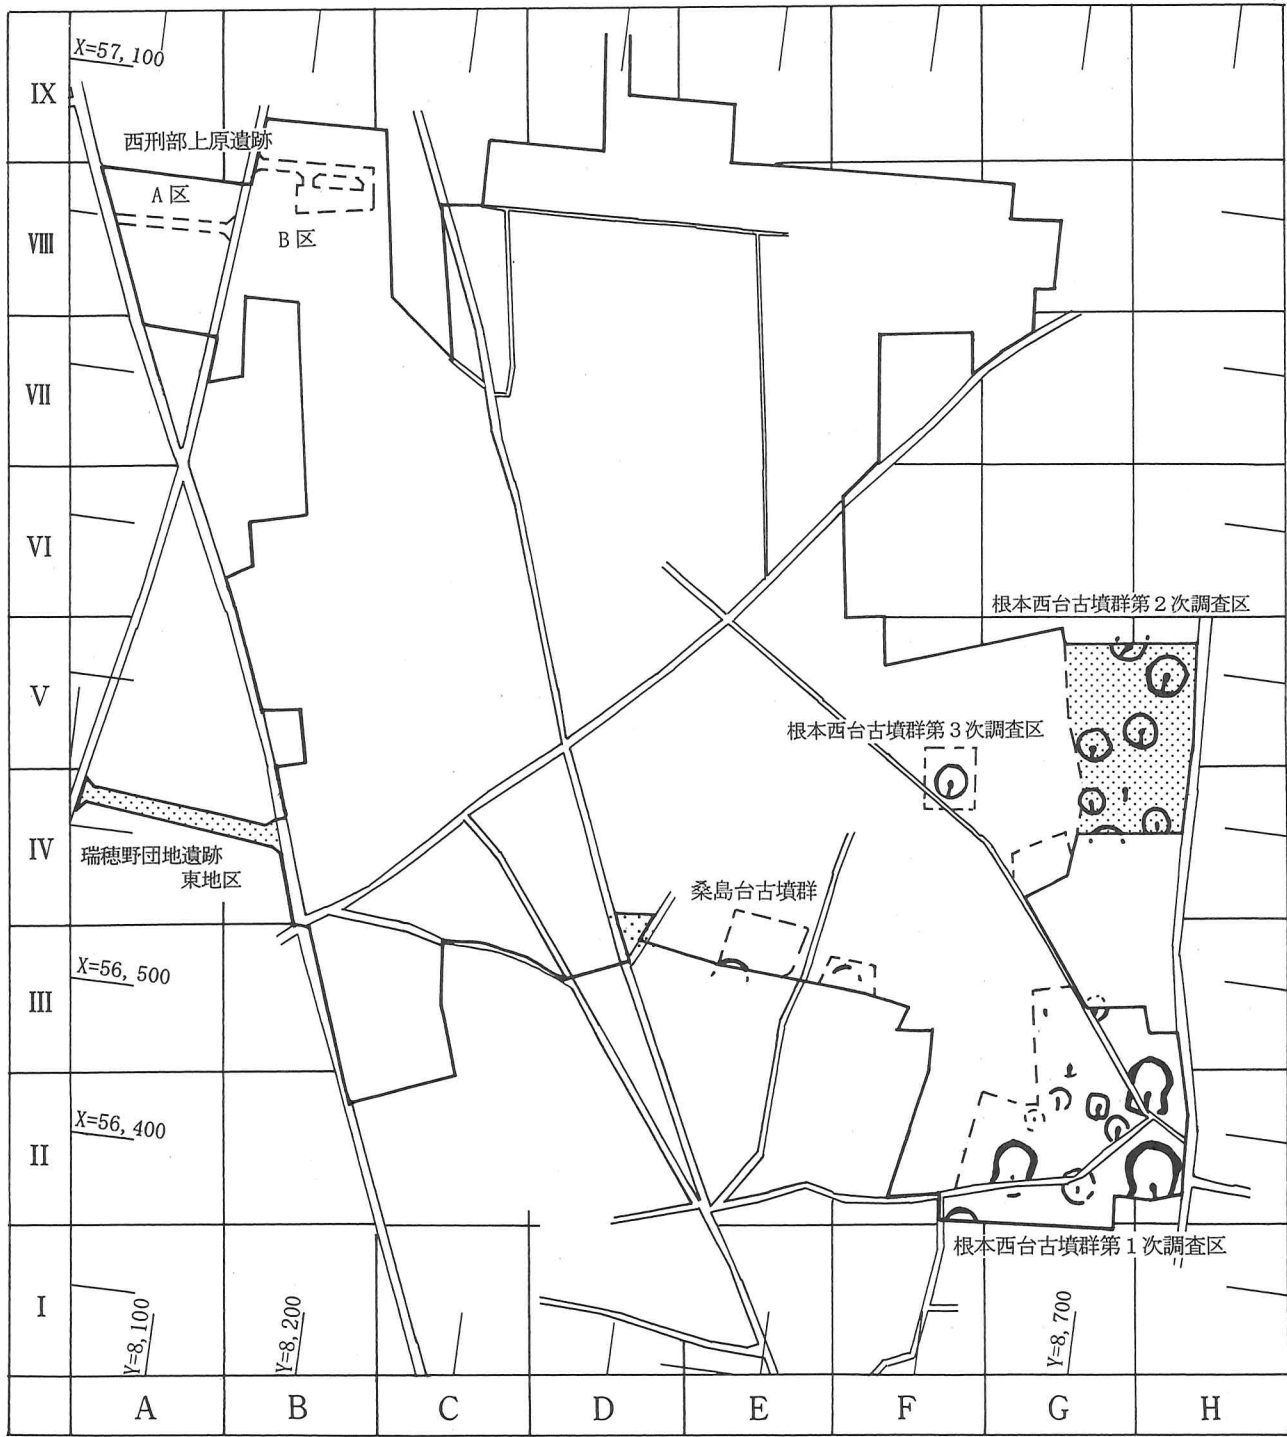 IX
X=57,100
西刑部上原遺跡
A区
VIII
B区
VII
VI
根本西台古墳群第2次調査区
V
根本西台古墳群第3次調査区
IV
瑞穂野団地遺跡
東地区
桑島台古墳群
X=56,500
III
X=56,400
II
根本西台古墳群第1次調査区
I
Y=8,100
Y=8,200
Y=8,700
A
B
C
D
E
F
G
H